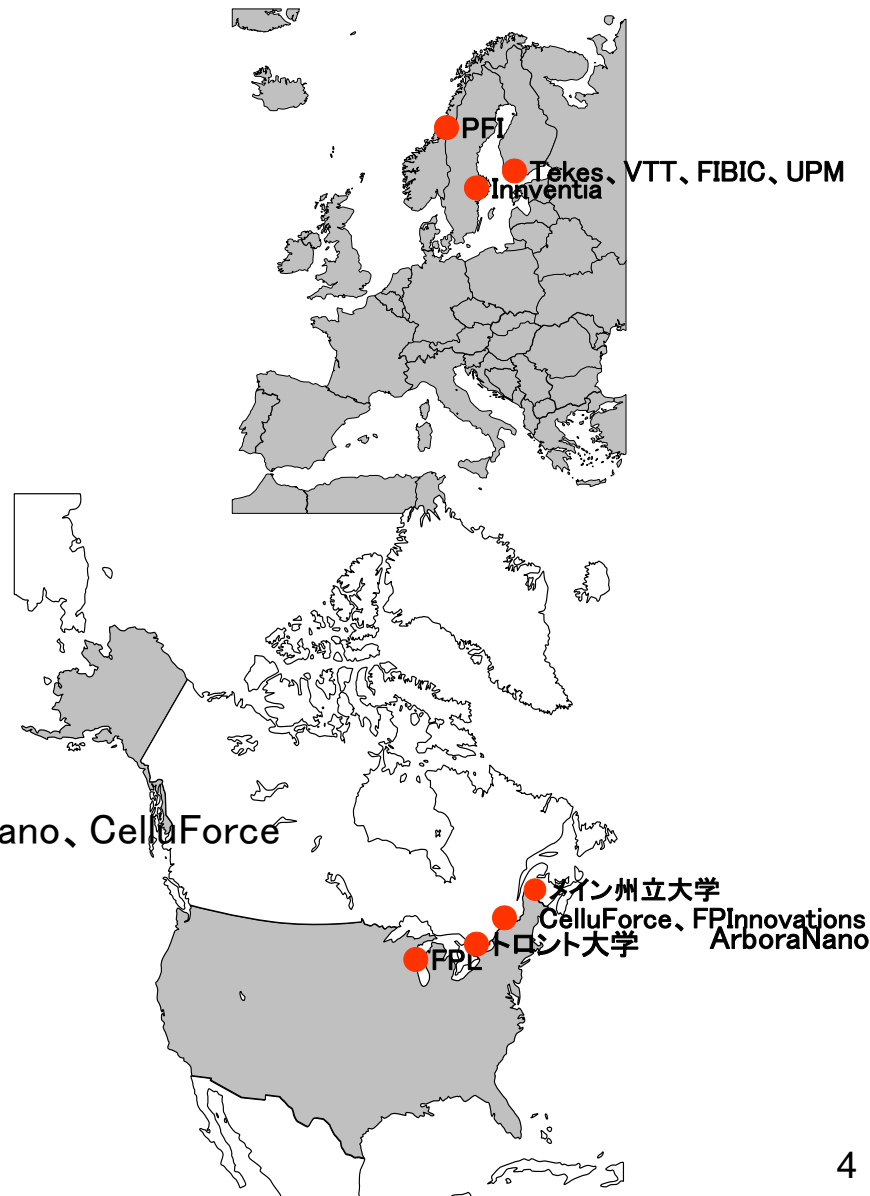 PFI
Tekes、VTT、FIBIC、UPM
Innventia
ano、CelluForce
メイン州立大学
CelluForce、FPInnovations
ArboraNano
トロント大学
FPL
4